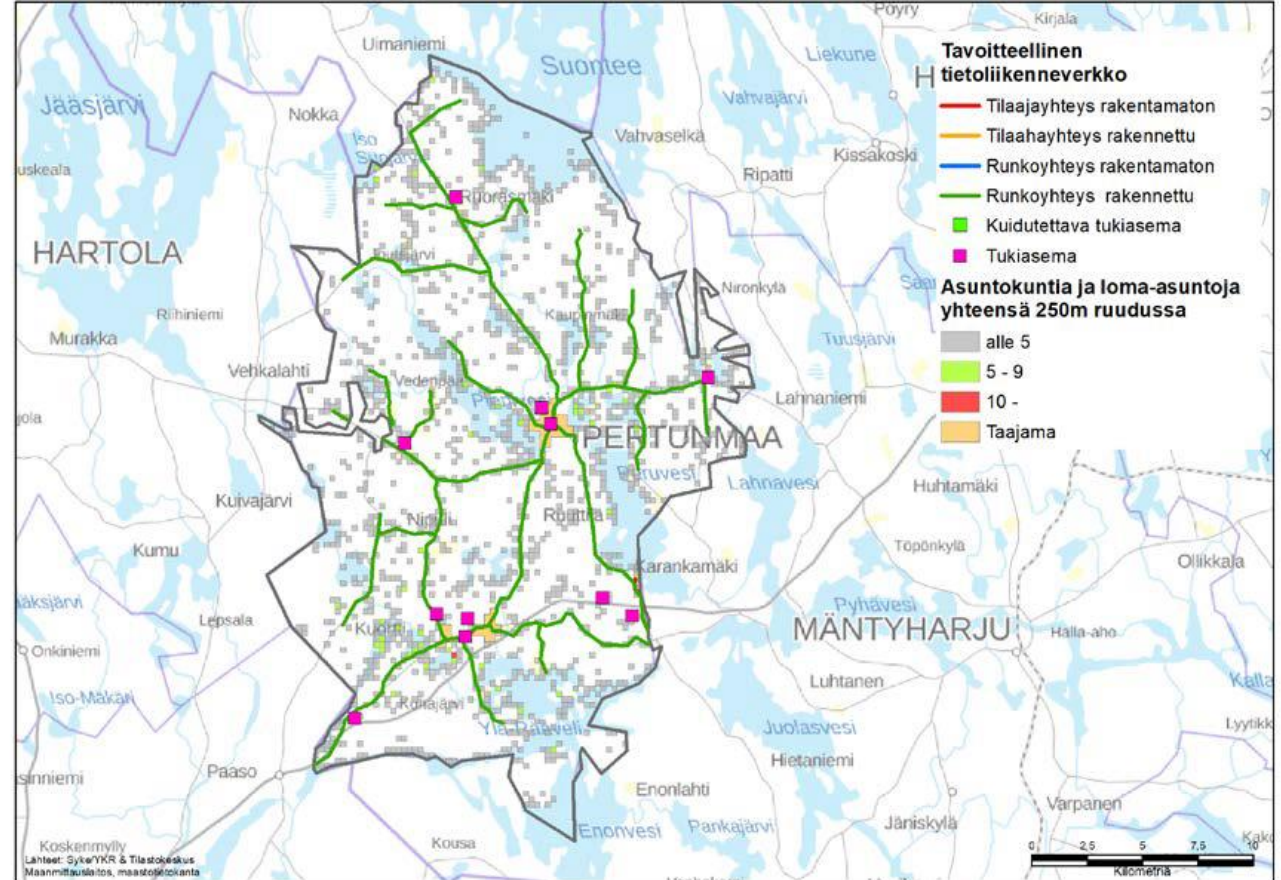 Pöyry
Kirjala
Uimaniemi
Suontee
Liekune
H
Jääsjärvi
Nokka
Vahvajärvi
Iso
Vahvaselkä
Kissakoski
Ripatti
uskeala
Ruorasmäki
HARTOLA
Nironkylä
Riihiniemi
Murakka
Tuusjärvi
Vehkalahti
Lahnaniemi
jola
PERTUNMAA
Peruvesi
Lahnavesi
Kuivajärvi
Huhtamäki
Ruuttila
Kumu
Töpönkylä
Ollikkala
Karankamäki
äksjärvi
Pyhävesi
Lepsala
MÄNTYHARJU
Halla-aho
Onkiniemi
Luhtanen
Iso-Mäkäri
Kalla
Juolasvesi
Lyytikk
Hietaniemi
sinniemi
Paaso
Enonlahti
Varpanen
Enonvesi
Pankajärvi
Jäniskylä
Kousa
Koskenmylly
Tavoitteellinen
tietoliikenneverkko
Tilaajayhteys rakentamaton
Tilaahayhteys rakennettu
Runkoyhteys rakentamaton
Runkoyhteys rakennettu
Kuidutettava tukiasema
Tukiasema
Asuntokuntia ja loma-asuntoja
yhteensä 250m ruudussa
alle 5
5 - 9
10 -
Taajama
Lähteet: Syke/YKR & Tilastokeskus
Maanmittauslaitos, maastotietokanta
0 2,5 5 7,5 10
Kilometriä